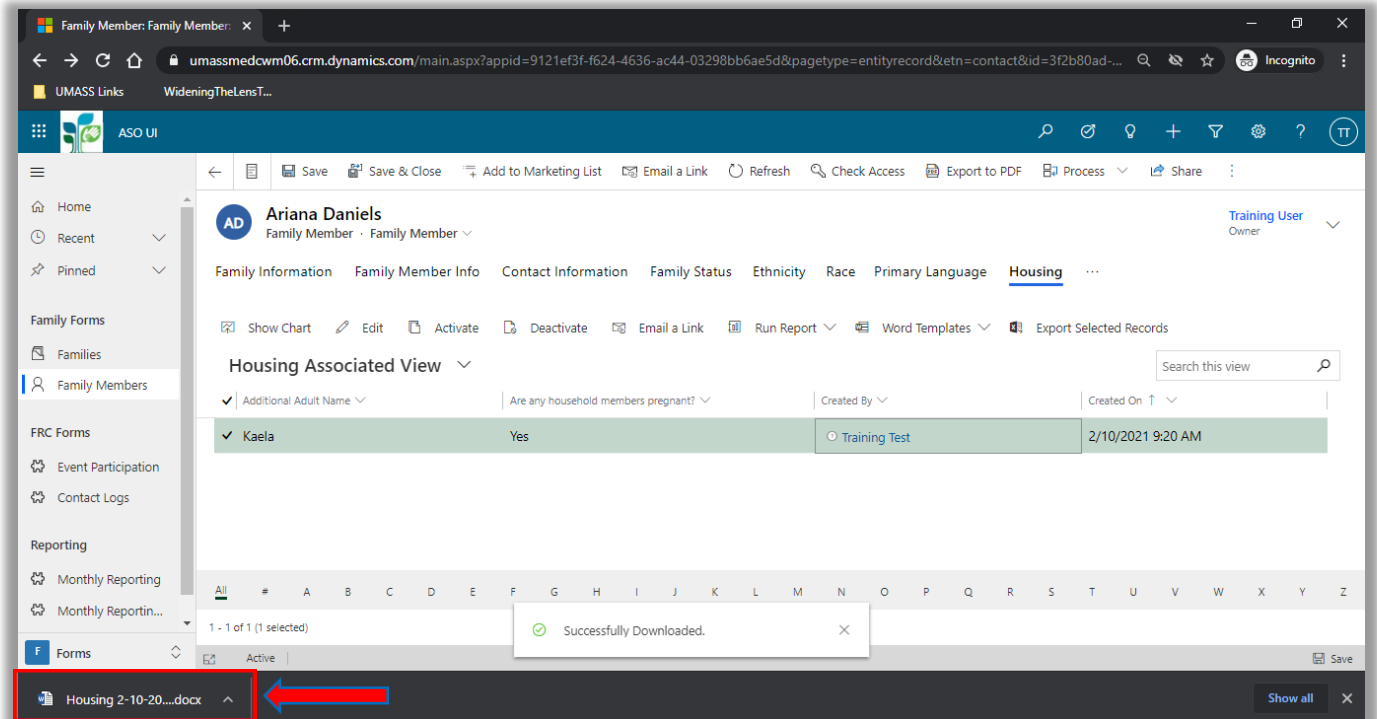 Family Member: Family Member:
umassmedcwm06.crm.dynamics.com/main.aspx?appid=9121ef3f-f624-4636-ac44-03298bb6ae5d&pagetype=entityrecord&etn=contact&id=3f2b80ad-... Incognito
UMASS Links WideningTheLensT...
ASO UI ? TT
Save Save & Close Add to Marketing List Email a Link Refresh Check Access Export to PDF Process Share
Home
Recent
Pinned
Family Forms
Families
Family Members
FRC Forms
Event Participation
Contact Logs
Reporting
Monthly Reporting
Monthly Reportin...
F Forms
AD Ariana Daniels
Family Member · Family Member
Training User
Owner
Family Information Family Member Info Contact Information Family Status Ethnicity Race Primary Language Housing ...
Show Chart Edit Activate Deactivate Email a Link Run Report Word Templates Export Selected Records
Housing Associated View Search this view
Additional Adult Name Are any household members pregnant? Created By Created On
Kaela Yes Training Test 2/10/2021 9:20 AM
All # A B C D E F G H I J K L M N O P Q R S T U V W X Y Z
1 - 1 of 1 (1 selected)
Successfully Downloaded.
Active Save
Housing 2-10-20....docx Show all